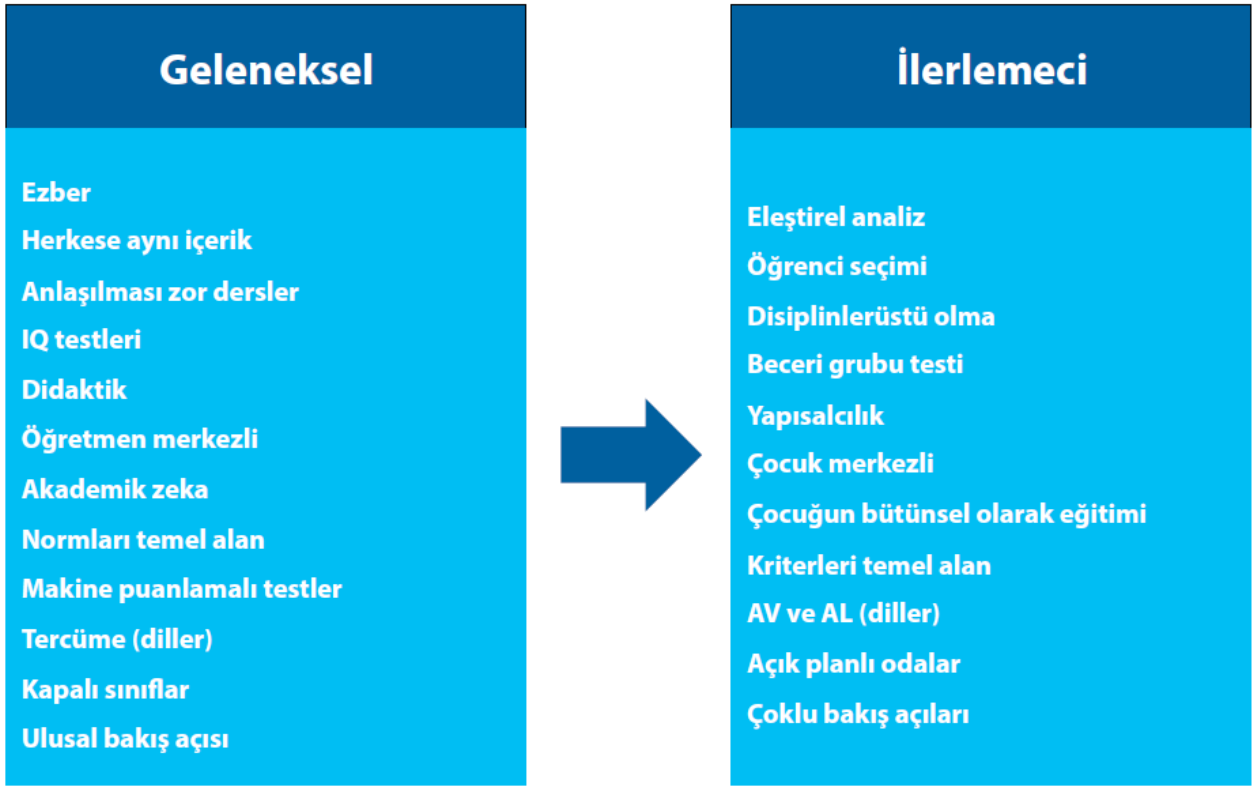 Geleneksel
Ezber
Herkese aynı içerik
Anlaşılması zor dersler
IQ testleri
Didaktik
Öğretmen merkezli
Akademik zeka
Normları temel alan
Makine puanlamalı testler
Tercüme (diller)
Kapalı sınıflar
Ulusal bakış açısı
İlerlemeci
Eleştirel analiz
Öğrenci seçimi
Disiplinlerüstü olma
Beceri grubu testi
Yapısalcılık
Çocuk merkezli
Çocuğun bütünsel olarak eğitimi
Kriterleri temel alan
AV ve AL (diller)
Açık planlı odalar
Çoklu bakış açıları